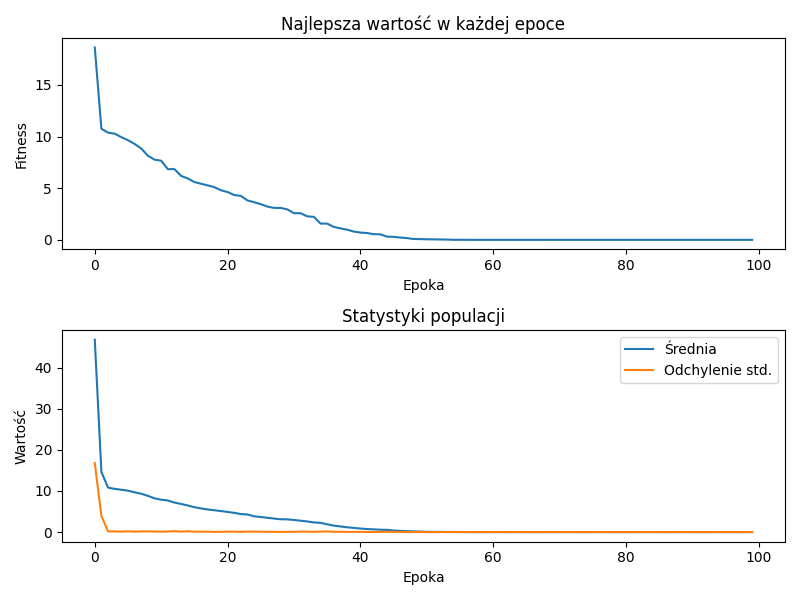 Najlepsza wartość w każdej epoce
15
10
5
0
Fitness
0 20 40 60 80 100
Epoka
Statystyki populacji
Średnia
Odchylenie std.
40
30
20
10
0
Wartość
0 20 40 60 80 100
Epoka